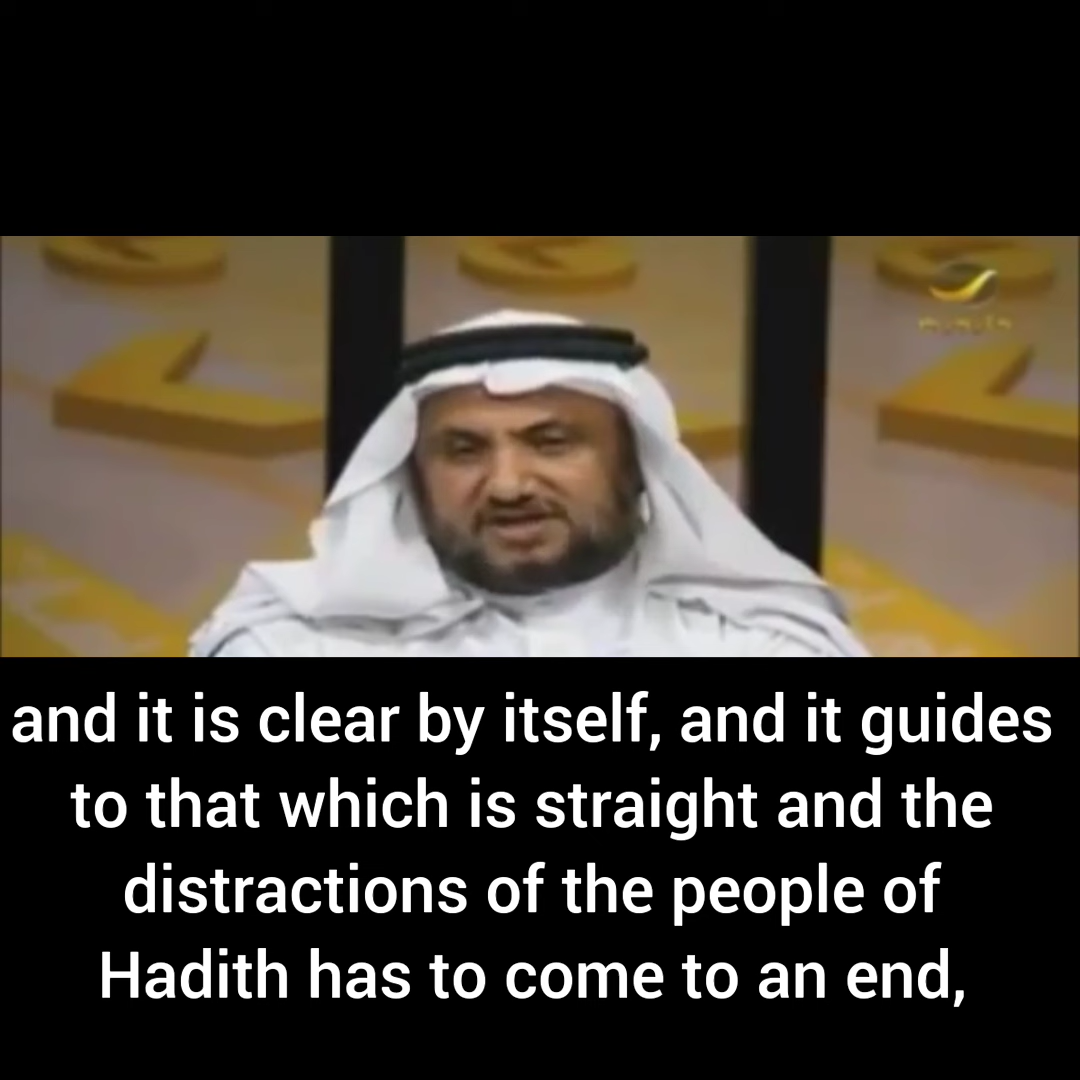 and it is clear by itself, and it guides
to that which is straight and the
distractions of the people of
Hadith has to come to an end,